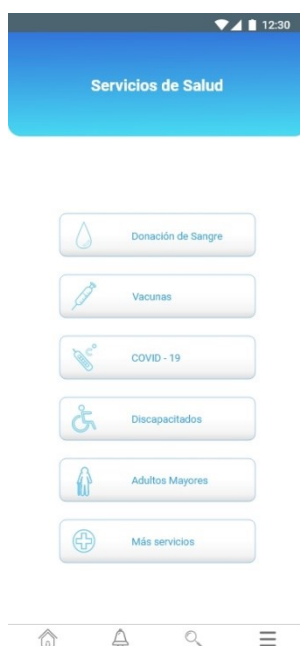 12:30
Servicios de Salud
Donación de Sangre
Vacunas
COVID - 19
Discapacitados
Adultos Mayores
Más servicios